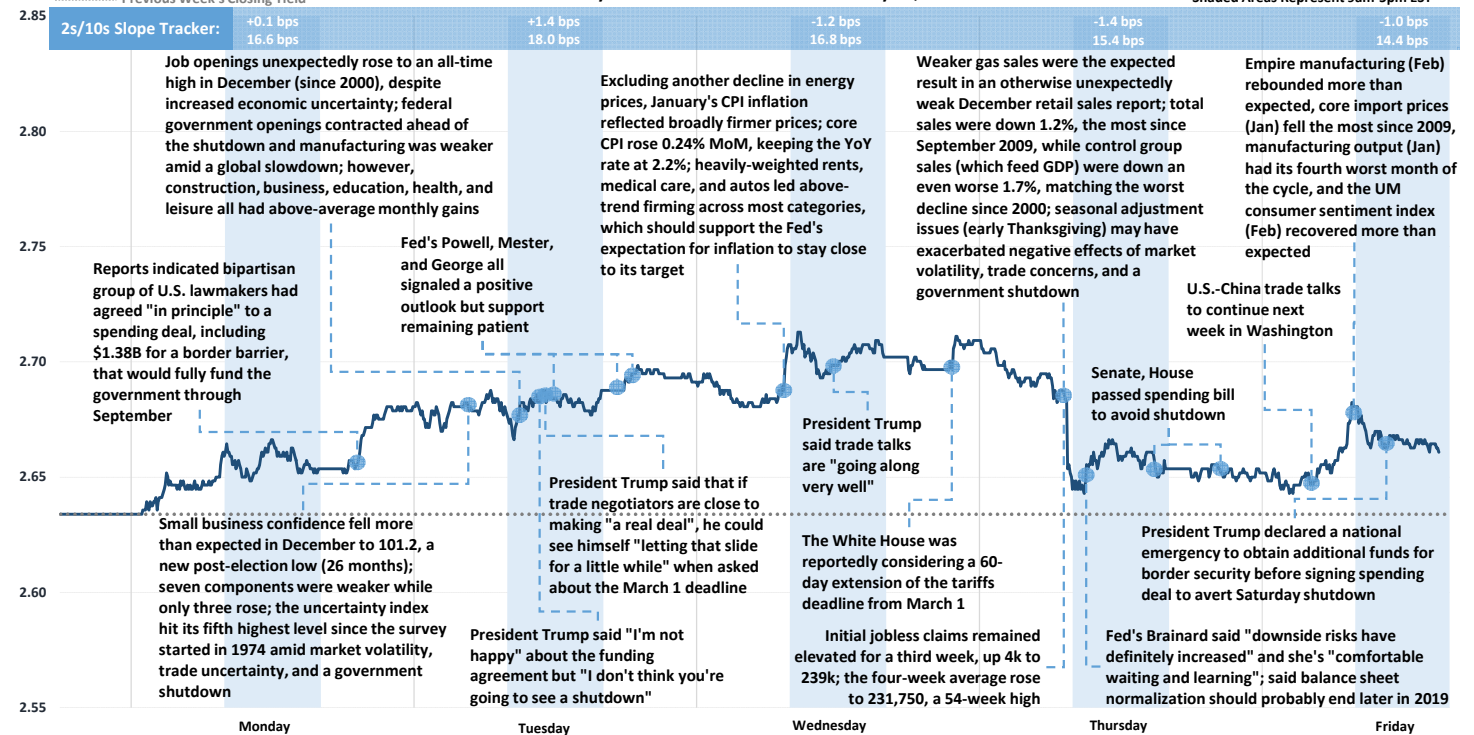 Previous Week's Closing Yield
2.85
2s/10s Slope Tracker:
+0.1 bps
16.6 bps
+1.4 bps
18.0 bps
-1.2 bps
16.8 bps
-1.4 bps
15.4 bps
-1.0 bps
14.4 bps
Job openings unexpectedly rose to an all-time
high in December (since 2000), despite
increased economic uncertainty; federal
government openings contracted ahead of
the shutdown and manufacturing was weaker
amid a global slowdown; however,
construction, business, education, health, and
leisure all had above-average monthly gains
Excluding another decline in energy
prices, January's CPI inflation
reflected broadly firmer prices; core
CPI rose 0.24% MoM, keeping the YoY
rate at 2.2%; heavily-weighted rents,
medical care, and autos led above-
trend firming across most categories,
which should support the Fed's
expectation for inflation to stay close
to its target
Weaker gas sales were the expected
result in an otherwise unexpectedly
weak December retail sales report; total
sales were down 1.2%, the most since
September 2009, while control group
sales (which feed GDP) were down an
even worse 1.7%, matching the worst
decline since 2000; seasonal adjustment
issues (early Thanksgiving) may have
exacerbated negative effects of market
volatility, trade concerns, and a
government shutdown
Empire manufacturing (Feb)
rebounded more than
expected, core import prices
(Jan) fell the most since 2009,
manufacturing output (Jan)
had its fourth worst month of
the cycle, and the UM
consumer sentiment index
(Feb) recovered more than
expected
2.80
2.75
2.70
2.65
2.60
2.55
Reports indicated bipartisan
group of U.S. lawmakers had
agreed "in principle" to a
spending deal, including
$1.38B for a border barrier,
that would fully fund the
government through
September
Fed's Powell, Mester,
and George all
signaled a positive
outlook but support
remaining patient
U.S.-China trade talks
to continue next
week in Washington
Senate, House
passed spending bill
to avoid shutdown
President Trump
said trade talks
are "going along
very well"
President Trump said that if
trade negotiators are close to
making "a real deal", he could
see himself "letting that slide
for a little while" when asked
about the March 1 deadline
Small business confidence fell more
than expected in December to 101.2, a
new post-election low (26 months);
seven components were weaker while
only three rose; the uncertainty index
hit its fifth highest level since the survey
started in 1974 amid market volatility,
trade uncertainty, and a government
shutdown
President Trump said "I'm not
happy" about the funding
agreement but "I don't think you're
going to see a shutdown"
The White House was
reportedly considering a 60-
day extension of the tariffs
deadline from March 1
Initial jobless claims remained
elevated for a third week, up 4k to
239k; the four-week average rose
to 231,750, a 54-week high
President Trump declared a national
emergency to obtain additional funds for
border security before signing spending
deal to avert Saturday shutdown
Fed's Brainard said "downside risks have
definitely increased" and she's "comfortable
waiting and learning"; said balance sheet
normalization should probably end later in 2019
Monday
Tuesday
Wednesday
Thursday
Friday